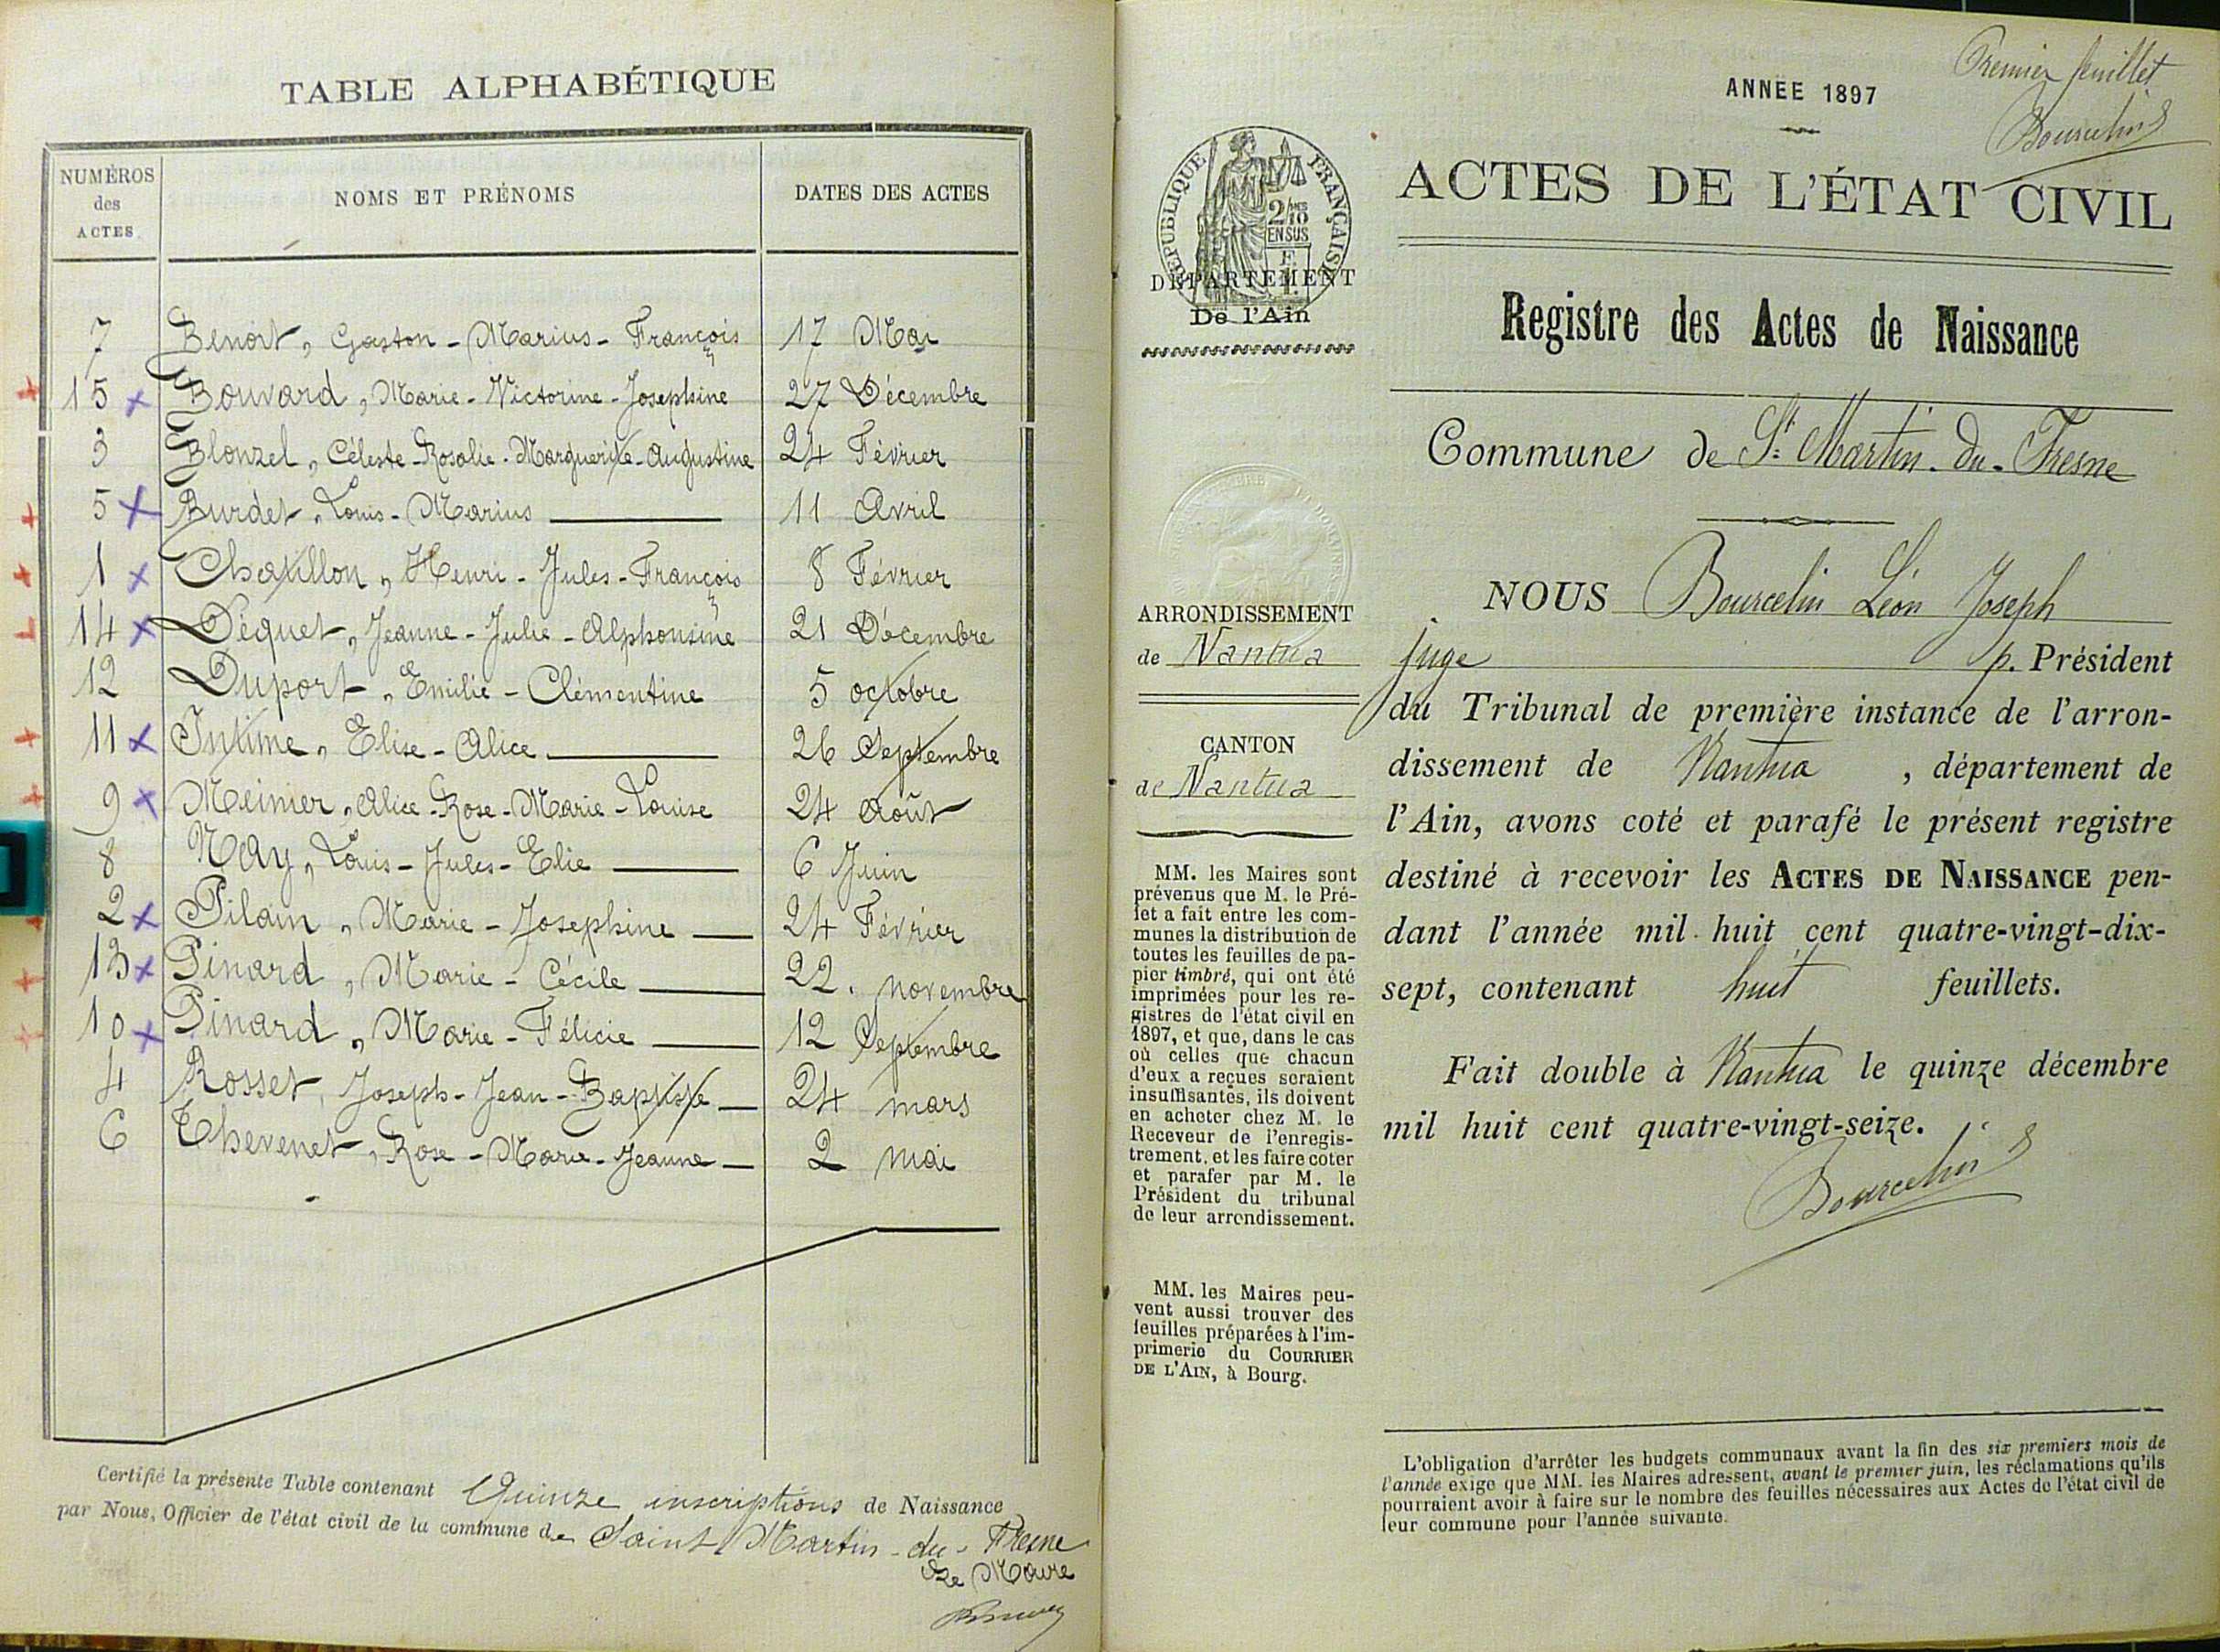 TABLE ALPHABÉTIQUE
NUMÉROS des ACTES
NOMS ET PRÉNOMS
DATES DES ACTES
7 Benoit, Gaston - Marius - François 17 Mai
15 Bouvard, Marie - Victorine - Josephine 27 Décembre
3 Blonzel, Céleste - Rosalie - Marguerite - Augustine 24 Février
5 Burdet, Louis - Marius 11 Avril
1 Chapillon, Henri - Jules - François 8 Février
14 Déquet, Jeanne - Julie - Alphonsine 21 Décembre
12 Duport, Emilie - Clémentine 5 octobre
11 Intime, Elise - Alice 26 Septembre
9 Meinier, Alice - Rose - Marie - Louise 24 Août
8 Nay, Louis - Jules - Elie 6 Juin
2 Pilain, Marie - Josephine 24 Février
13 Pinard, Marie - Cécile 22. novembre
10 Pinard, Marie - Félicie 12 Septembre
4 Rosset, Joseph - Jean - Baptiste 24 mars
6 Thevenet, Rose - Marie - Jeanne 2 mai
Certifié la présente Table contenant Quinze inscriptions de Naissance
par Nous, Officier de l'état civil de la commune de Saint Martin - du - Fresne
Le Maire
Premier feuillet
Bourcelin
ANNÉE 1897
ACTES DE L'ÉTAT CIVIL
RÉPUBLIQUE FRANÇAISE
2/10 EN SUS
DÉPARTEMENT
De l'Ain
Registre des Actes de Naissance
Commune de St. Martin - du - Fresne
ARRONDISSEMENT
de Nantua
CANTON
de Nantua
MM. les Maires sont
prévenus que M. le Pré-
fet a fait entre les com-
munes la distribution de
toutes les feuilles de pa-
pier timbré, qui ont été
imprimées pour les re-
gistres de l'état civil en
1897, et que, dans le cas
où celles que chacun
d'eux a reçues seraient
insuffisantes, ils doivent
en acheter chez M. le
Receveur de l'enregis-
trement, et les faire coter
et parafer par M. le
Président du tribunal
de leur arrondissement.
MM. les Maires peu-
vent aussi trouver des
feuilles préparées à l'im-
primerie du COURRIER
DE L'AIN, à Bourg.
NOUS Bourcelin Léon Joseph
juge p. Président
du Tribunal de première instance de l'arron-
dissement de Nantua, département de
l'Ain, avons coté et parafé le présent registre
destiné à recevoir les ACTES DE NAISSANCE pen-
dant l'année mil huit cent quatre-vingt-dix-
sept, contenant huit feuillets.
Fait double à Nantua le quinze décembre
mil huit cent quatre-vingt-seize.
Bourcelin
L'obligation d'arrêter les budgets communaux avant la fin des six premiers mois de
l'année exige que MM. les Maires adressent, avant le premier juin, les réclamations qu'ils
pourraient avoir à faire sur le nombre des feuilles nécessaires aux Actes de l'état civil de
leur commune pour l'année suivante.